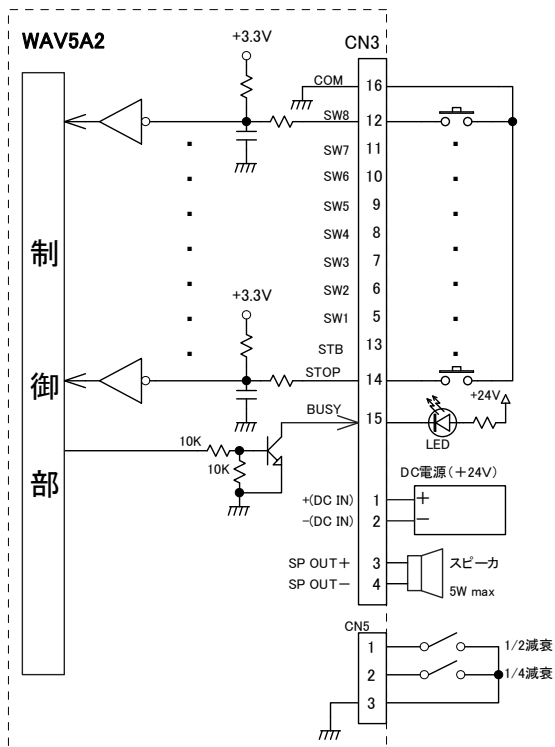 WAV5A2
+3.3V
CN3
COM 16
SW8 12
SW7 11
SW6 10
SW5 9
SW4 8
SW3 7
SW2 6
+3.3V
SW1 5
STB 13
STOP 14
制御部
BUSY 15
+24V
LED
10K
10K
DC電源(+24V)
+(DC IN) 1 +
-(DC IN) 2 −
SP OUT+ 3
SP OUT− 4
スピーカ
5W max
CN5
1 1/2減衰
2 1/4減衰
3